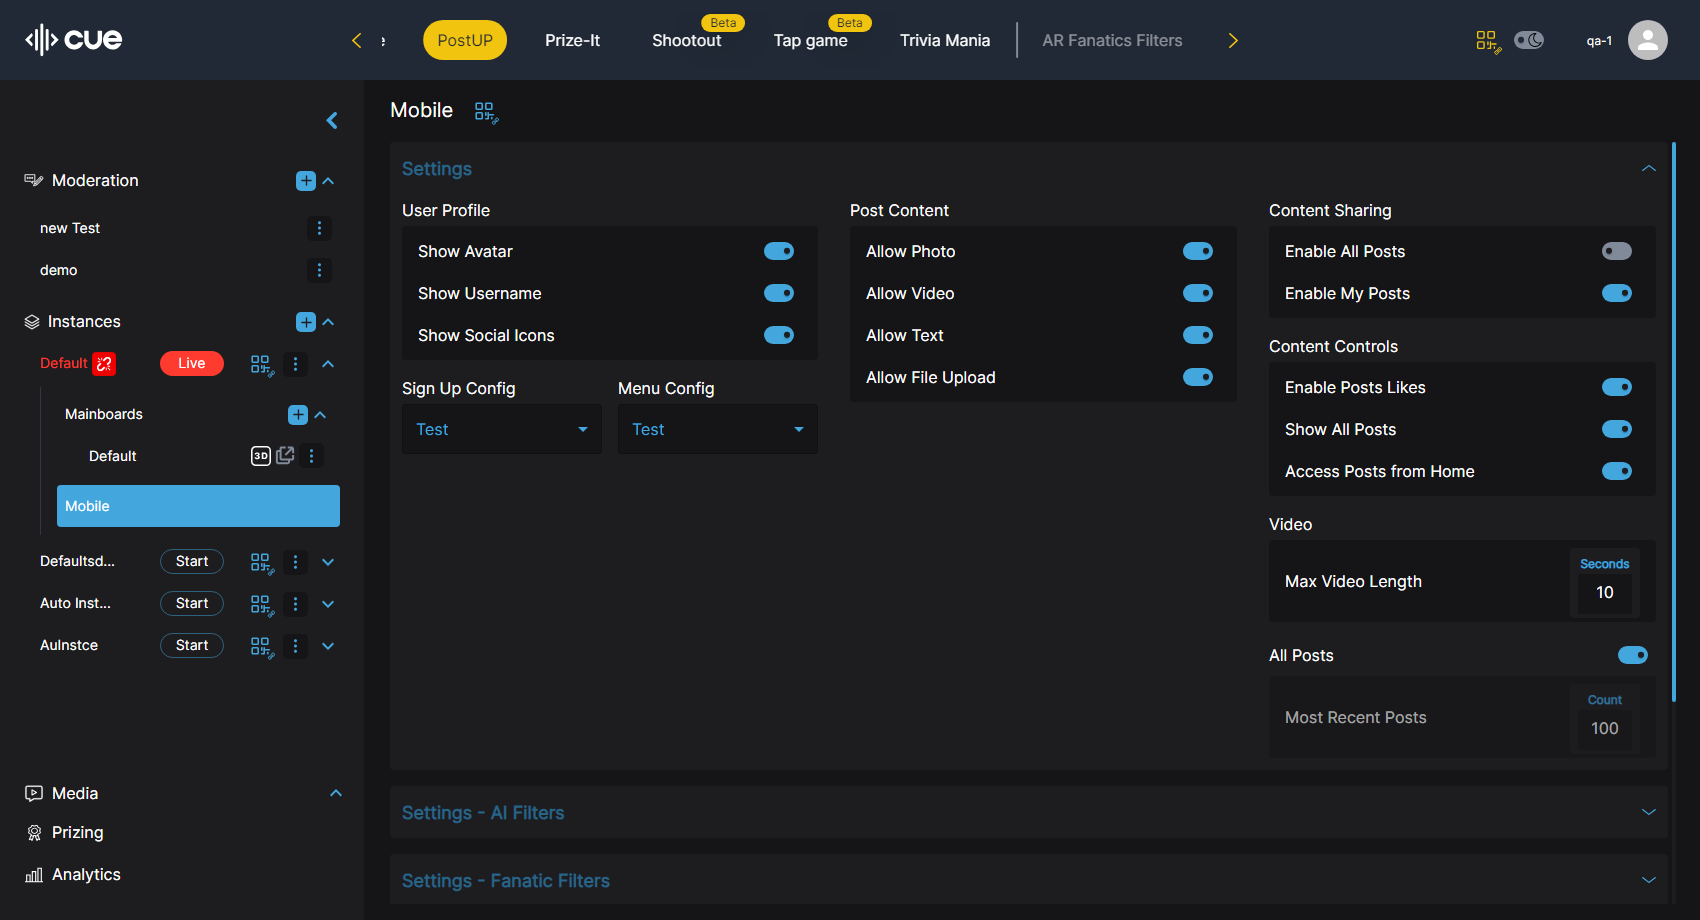 cue
PostUP
Prize-It
Shootout
Beta
Tap game
Beta
Trivia Mania
AR Fanatics Filters
qa-1
Moderation
new Test
demo
Instances
Default
Live
Mainboards
Default
3D
Mobile
Defaultsd...
Start
Auto Inst...
Start
AuInstce
Start
Media
Prizing
Analytics
Mobile
Settings
User Profile
Show Avatar
Show Username
Show Social Icons
Sign Up Config
Test
Menu Config
Test
Post Content
Allow Photo
Allow Video
Allow Text
Allow File Upload
Content Sharing
Enable All Posts
Enable My Posts
Content Controls
Enable Posts Likes
Show All Posts
Access Posts from Home
Video
Max Video Length
Seconds
10
All Posts
Most Recent Posts
Count
100
Settings - AI Filters
Settings - Fanatic Filters